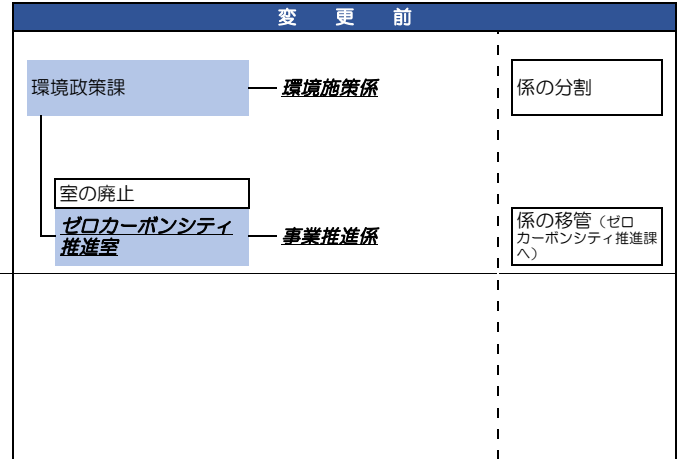 変　更　前
環境政策課
環境施策係
係の分割
室の廃止
ゼロカーボンシティ
推進室
事業推進係
係の移管（ゼロ
カーボンシティ推進課
へ）